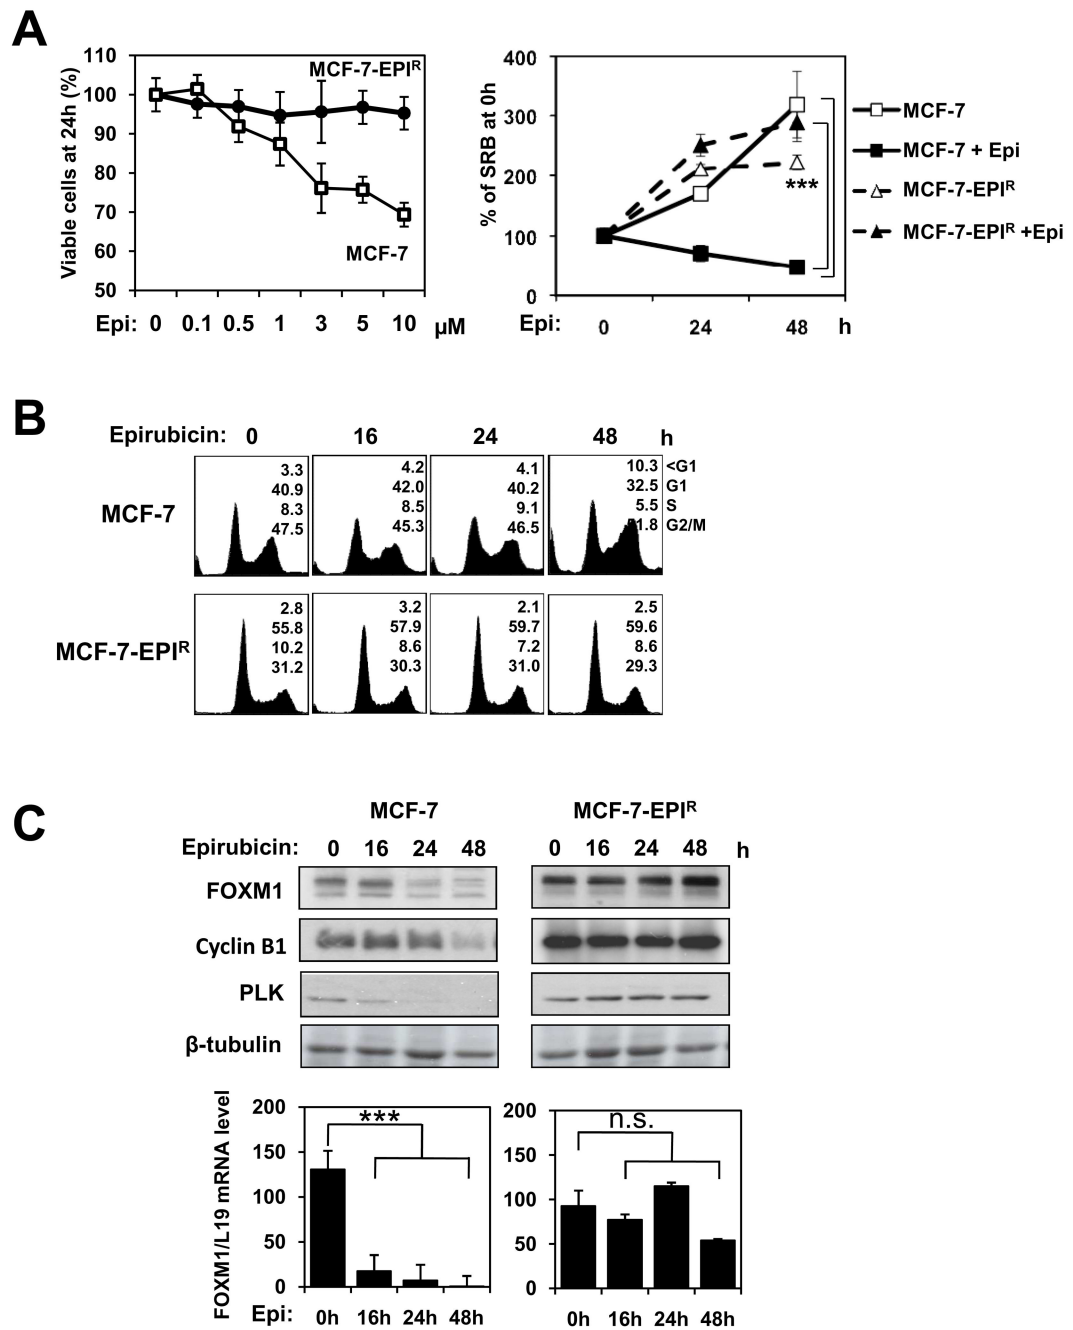 A
Viable cells at 24h (%)
110
100
90
80
70
60
50
MCF-7-EPIR
MCF-7
Epi: 0 0.1 0.5 1 3 5 10 µM
% of SRB at 0h
400
300
200
100
0
***
Epi: 0 24 48 h
MCF-7
MCF-7 + Epi
MCF-7-EPIR
MCF-7-EPIR +Epi
B
Epirubicin: 0 16 24 48 h
MCF-7
3.3
40.9
8.3
47.5
4.2
42.0
8.5
45.3
4.1
40.2
9.1
46.5
10.3 <G1
32.5 G1
5.5 S
1.8 G2/M
MCF-7-EPIR
2.8
55.8
10.2
31.2
3.2
57.9
8.6
30.3
2.1
59.7
7.2
31.0
2.5
59.6
8.6
29.3
C
MCF-7 MCF-7-EPIR
Epirubicin: 0 16 24 48 0 16 24 48 h
FOXM1
Cyclin B1
PLK
β-tubulin
FOXM1/L19 mRNA level
200
150
100
50
0
***
Epi: 0h 16h 24h 48h
200
150
100
50
0
n.s.
0h 16h 24h 48h